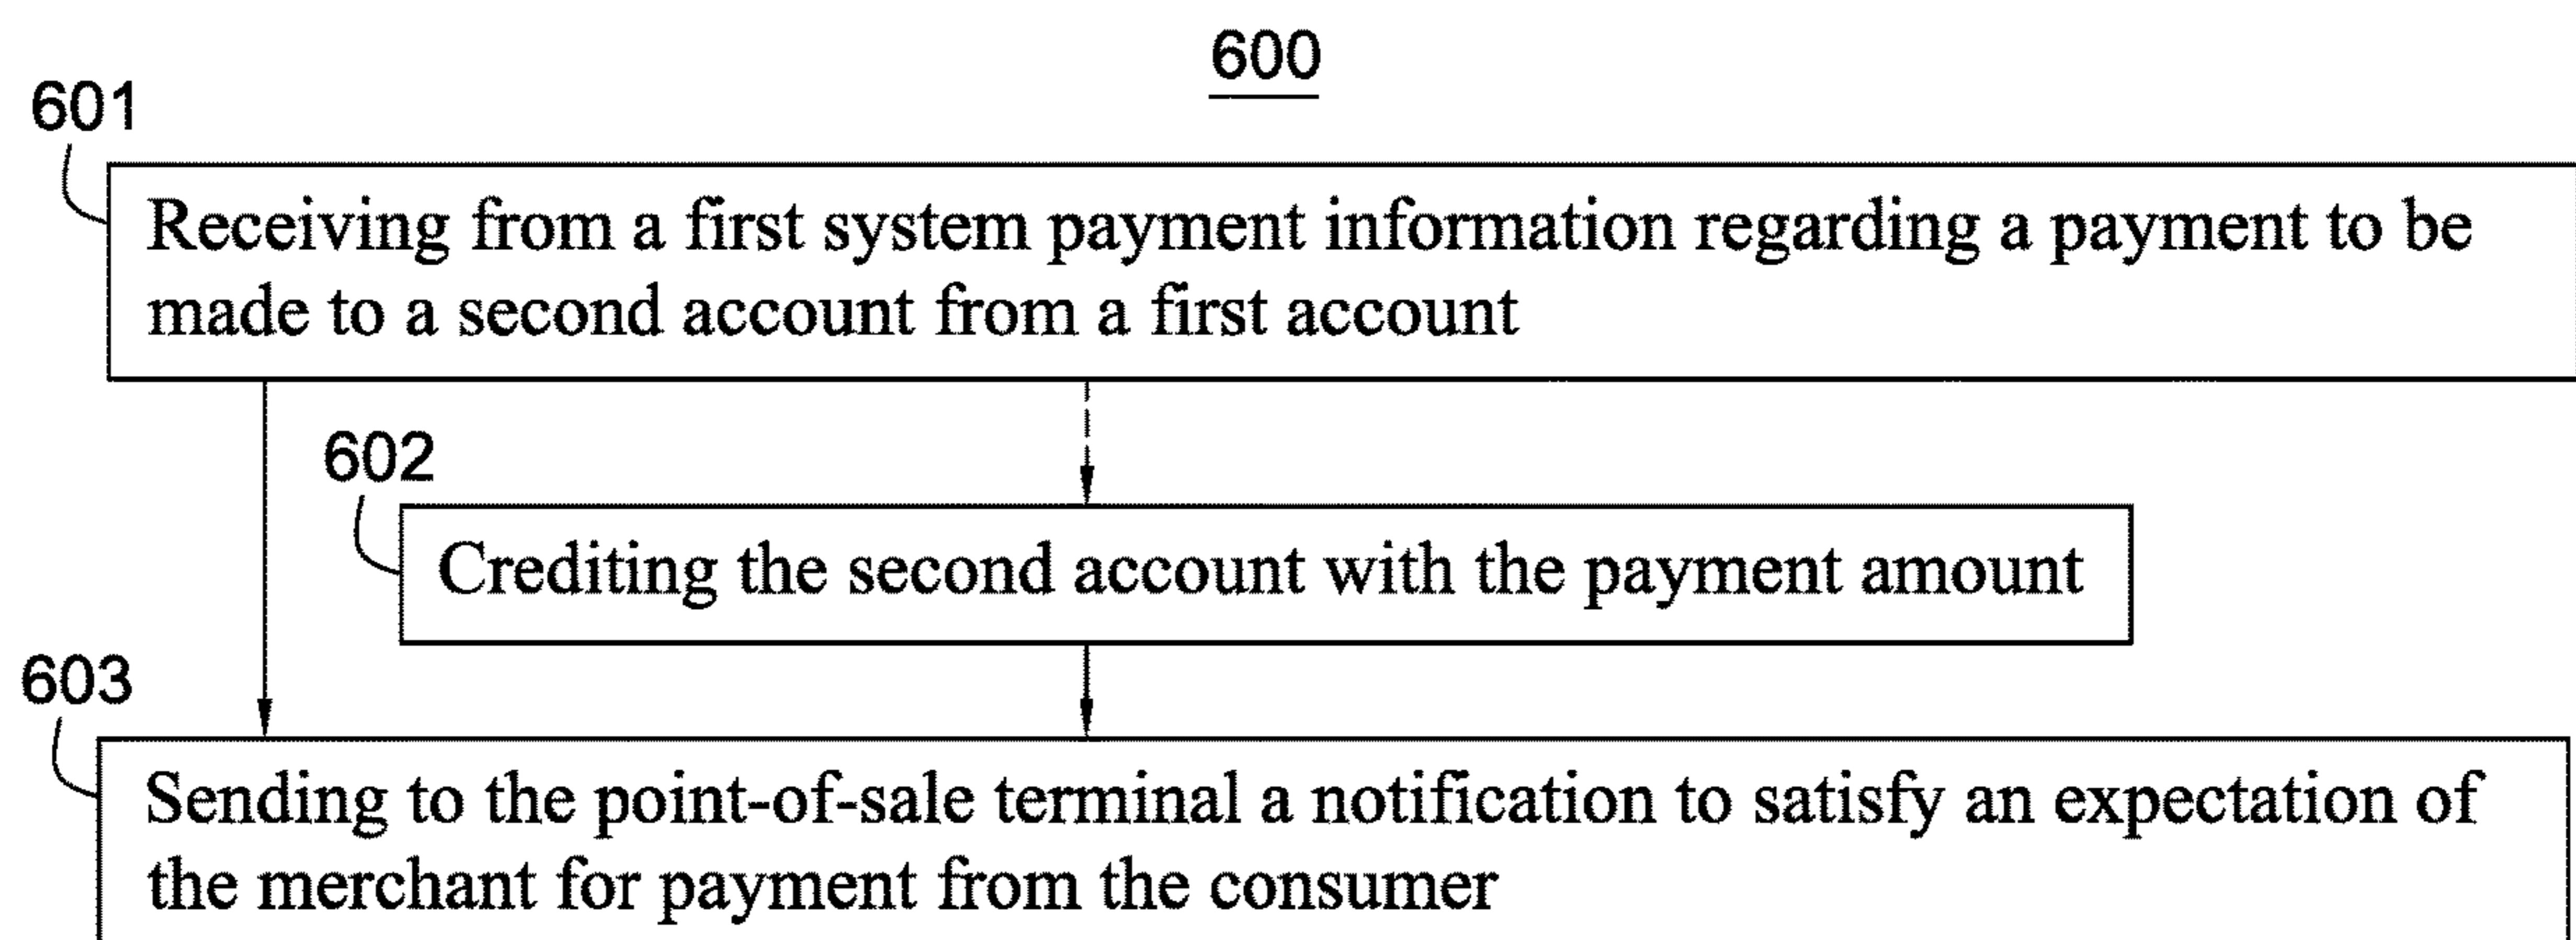 600
601
Receiving from a first system payment information regarding a payment to be
made to a second account from a first account
602
Crediting the second account with the payment amount
603
Sending to the point-of-sale terminal a notification to satisfy an expectation of
the merchant for payment from the consumer